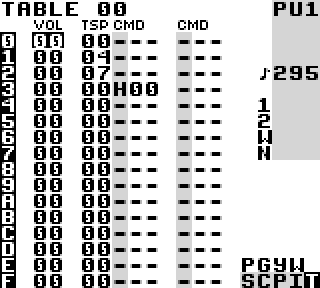 TABLE 00 PU1
VOL TSP CMD CMD
0 00 00 --- ---
1 00 04 --- ---
2 00 07 --- --- ♪295
3 00 00 H00 ---
4 00 00 --- --- 1
5 00 00 --- --- 2
6 00 00 --- --- W
7 00 00 --- --- N
8 00 00 --- ---
9 00 00 --- ---
A 00 00 --- ---
B 00 00 --- ---
C 00 00 --- ---
D 00 00 --- ---
E 00 00 --- --- PGYW
F 00 00 --- --- SCPIT